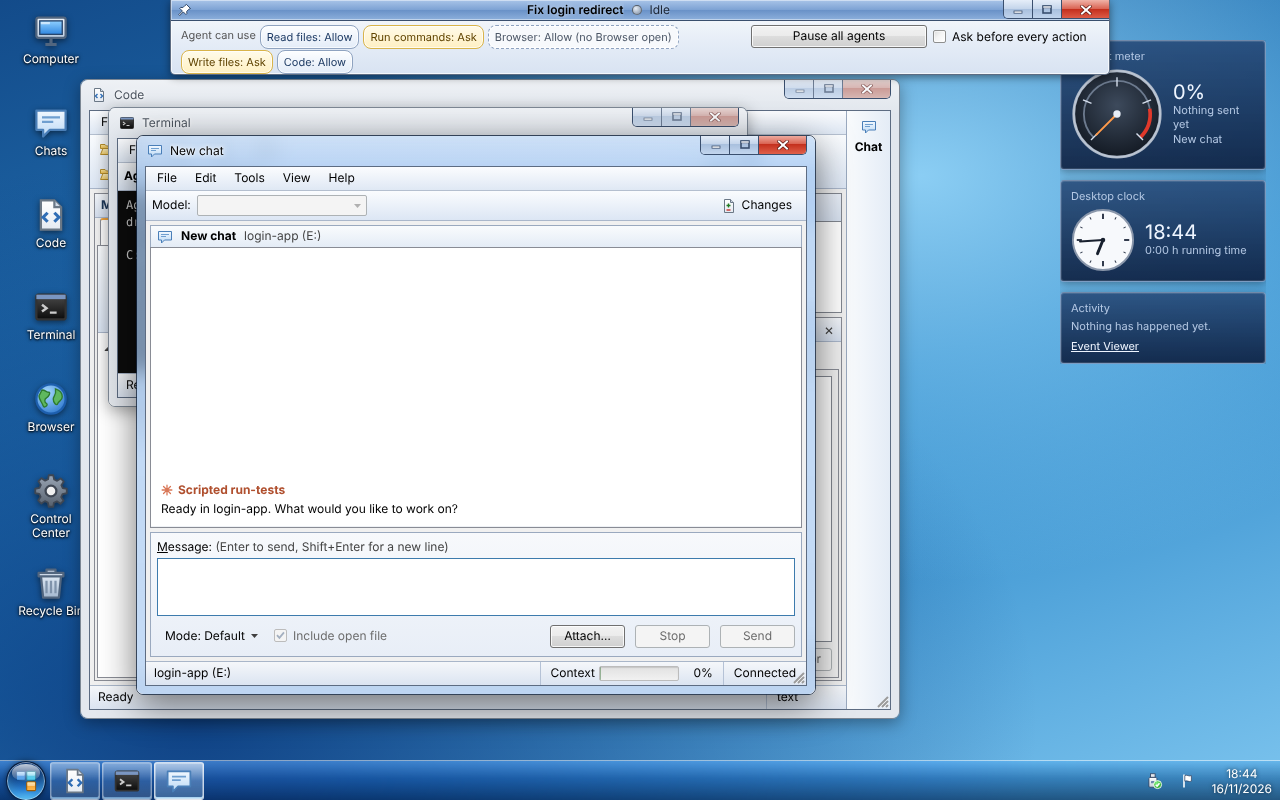 Fix login redirect Idle
Agent can use Read files: Allow Run commands: Ask Browser: Allow (no Browser open)
Write files: Ask Code: Allow
Pause all agents Ask before every action
Computer
Chats
Code
Terminal
Browser
Control
Center
Recycle Bin
Code
Terminal
New chat
File Edit Tools View Help
Model: Changes
New chat login-app (E:)
Scripted run-tests
Ready in login-app. What would you like to work on?
Message: (Enter to send, Shift+Enter for a new line)
Mode: Default Include open file Attach... Stop Send
login-app (E:) Context 0% Connected
Chat
Ready text
meter
0%
Nothing sent
yet
New chat
Desktop clock
18:44
0:00 h running time
Activity
Nothing has happened yet.
Event Viewer
18:44
16/11/2026